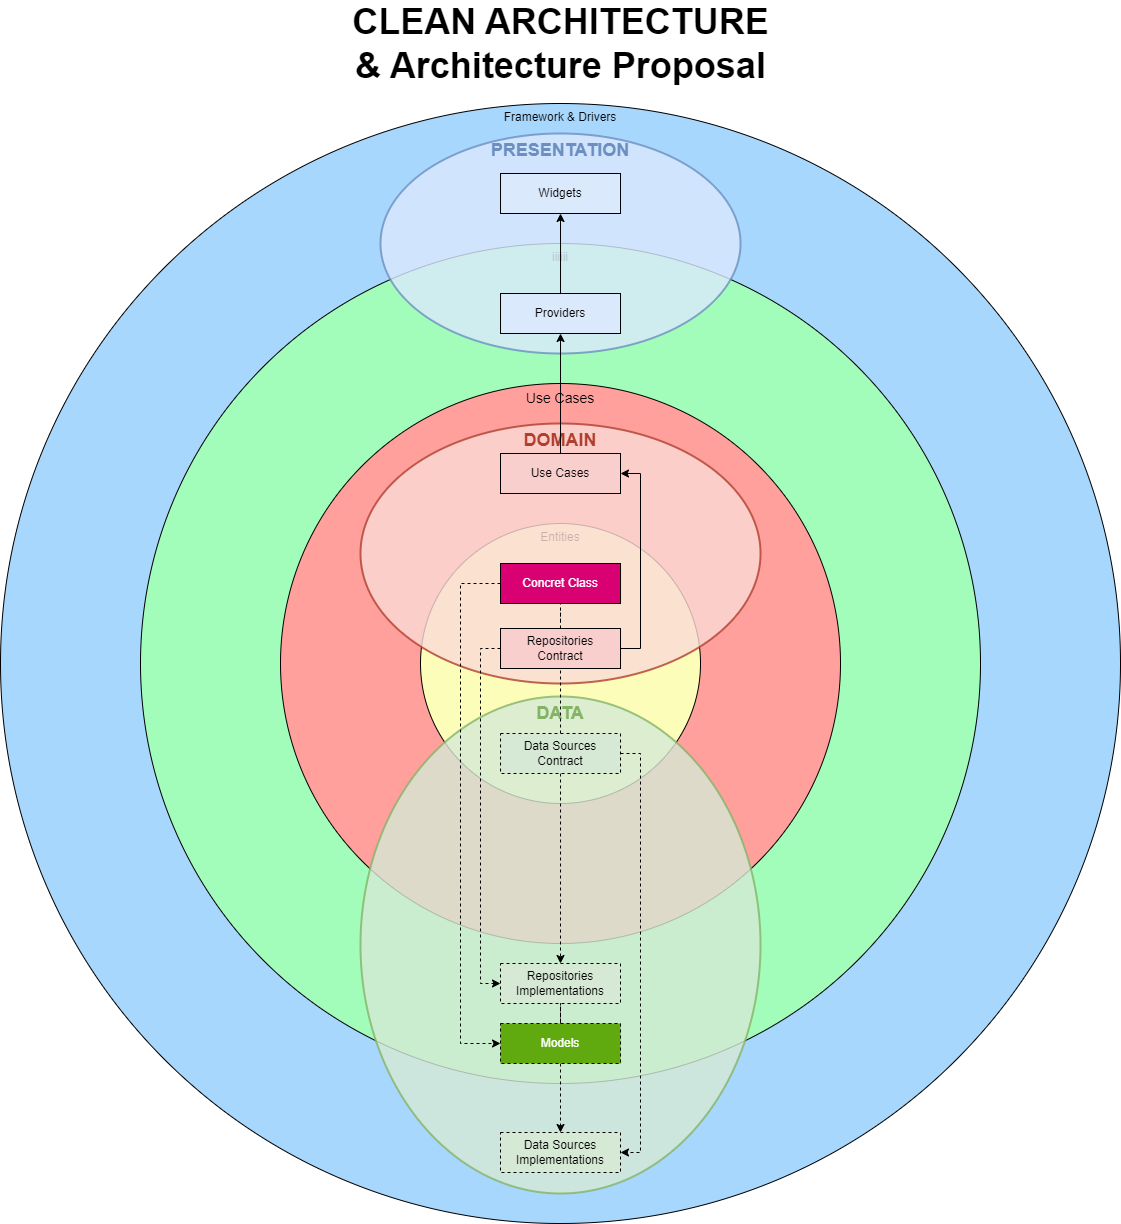 CLEAN ARCHITECTURE
& Architecture Proposal
Framework & Drivers
PRESENTATION
Widgets
Providers
Use Cases
DOMAIN
Use Cases
Entities
Concret Class
Repositories
Contract
DATA
Data Sources
Contract
Repositories
Implementations
Models
Data Sources
Implementations